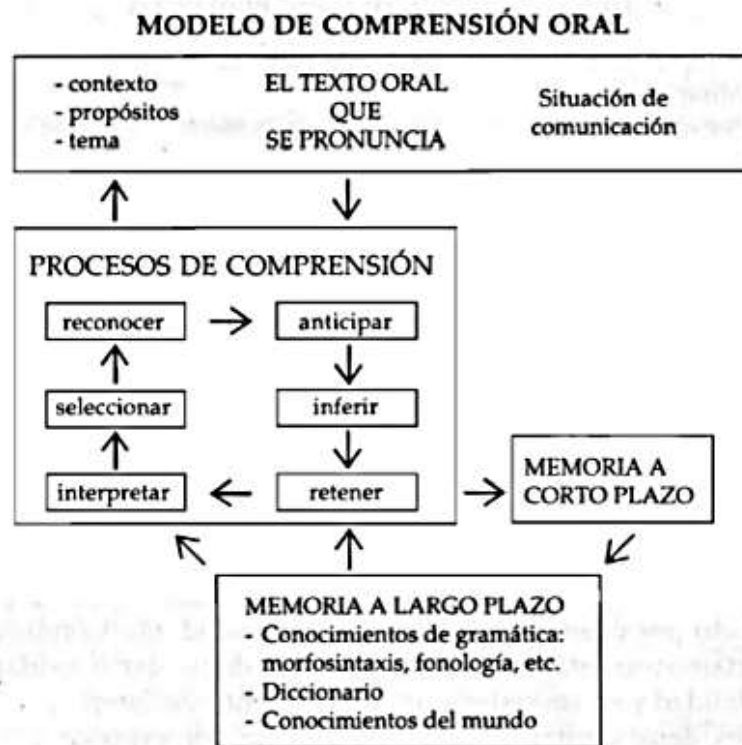 MODELO DE COMPRENSIÓN ORAL
- contexto
- propósitos
- tema
EL TEXTO ORAL
QUE
SE PRONUNCIA
Situación de
comunicación
PROCESOS DE COMPRENSIÓN
reconocer
anticipar
seleccionar
inferir
interpretar
retener
MEMORIA A
CORTO PLAZO
MEMORIA A LARGO PLAZO
- Conocimientos de gramática:
morfosintaxis, fonología, etc.
- Diccionario
- Conocimientos del mundo